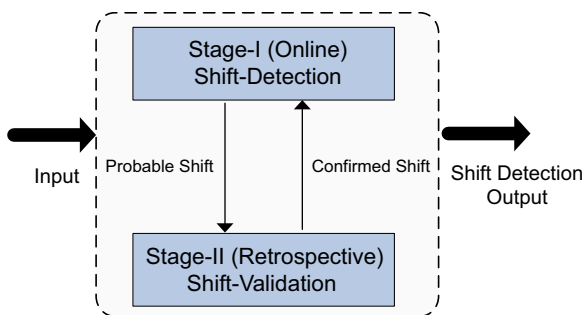 Stage-I (Online)
Shift-Detection
Input
Probable Shift
Confirmed Shift
Shift Detection
Output
Stage-II (Retrospective)
Shift-Validation